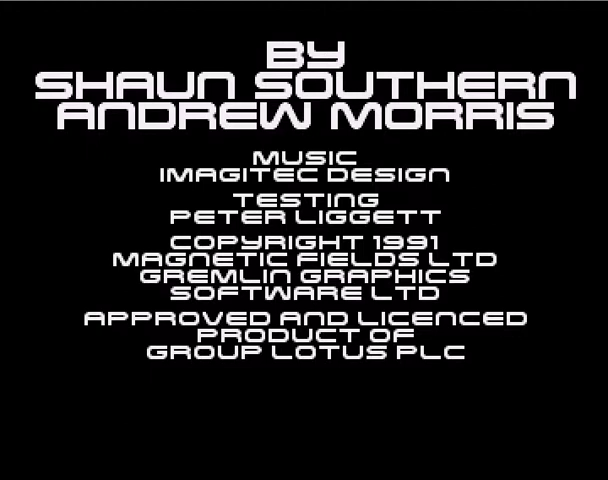 BY
SHAUN SOUTHERN
ANDREW MORRIS
MUSIC
IMAGITEC DESIGN
TESTING
PETER LIGGETT
COPYRIGHT 1991
MAGNETIC FIELDS LTD
GREMLIN GRAPHICS
SOFTWARE LTD
APPROVED AND LICENCED
PRODUCT OF
GROUP LOTUS PLC